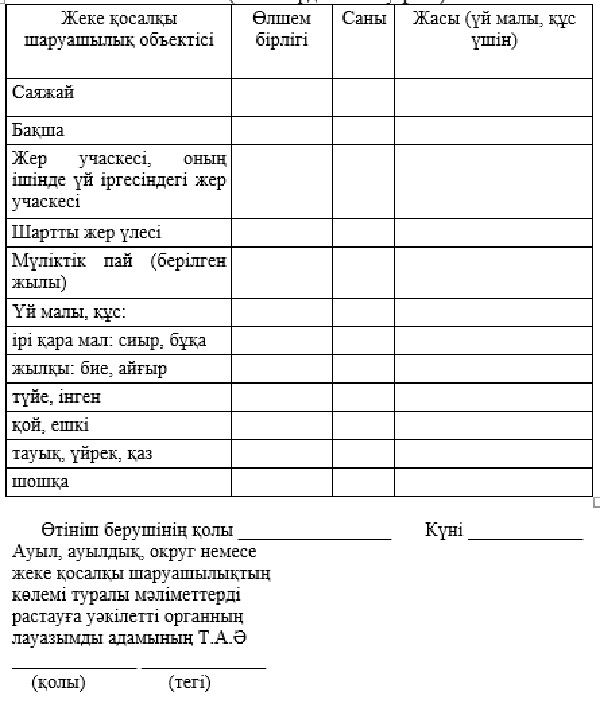 Жеке қосалқы Өлшем Саны Жасы (үй малы, құс
шаруашылық объектісі бірлігі үшін)
Саяжай
Бақша
Жер учаскесі, оның
ішінде үй іргесіндегі жер
учаскесі
Шартты жер үлесі
Мүліктік пай (берілген
жылы)
Үй малы, құс:
ірі қара мал: сиыр, бұқа
жылқы: бие, айғыр
түйе, інген
қой, ешкі
тауық, үйрек, қаз
шошқа
Өтініш берушінің қолы ________________ Күні ____________
Ауыл, ауылдық, округ немесе
жеке қосалқы шаруашылықтың
көлемі туралы мәліметтерді
растауға уәкілетті органның
лауазымды адамының Т.А.Ә
_____________ _____________
(қолы) (тегі)